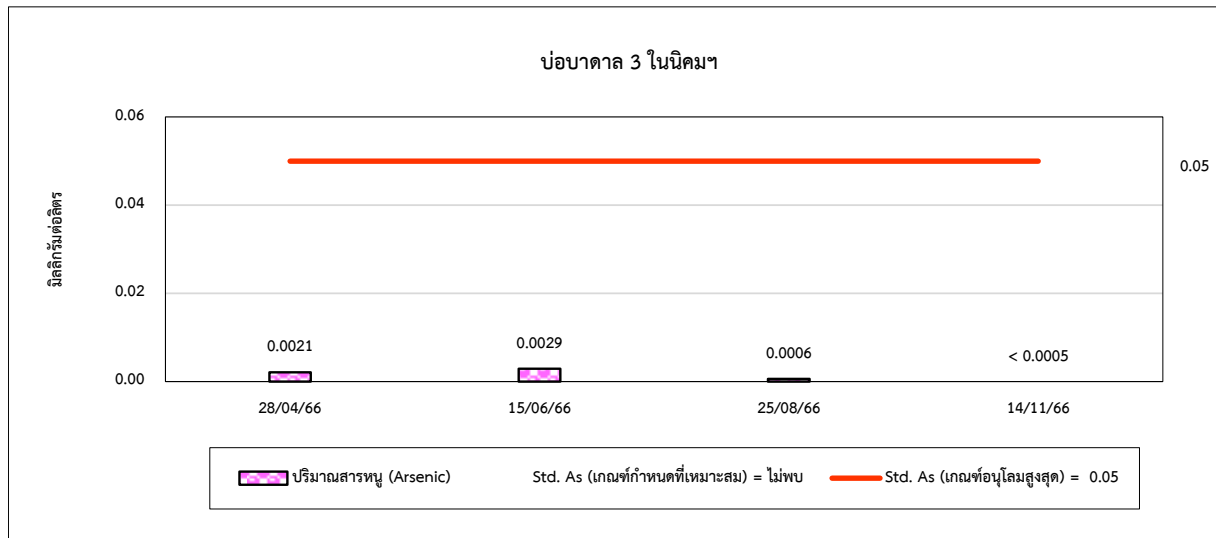 บ่อบาดาล 3 ในนิคมฯ
มิลลิกรัมต่อลิตร
0.06
0.05
0.04
0.02
0.0021 0.0029 0.0006 < 0.0005
0.00
28/04/66 15/06/66 25/08/66 14/11/66
ปริมาณสารหนู (Arsenic) Std. As (เกณฑ์กำหนดที่เหมาะสม) = ไม่พบ Std. As (เกณฑ์อนุโลมสูงสุด) = 0.05